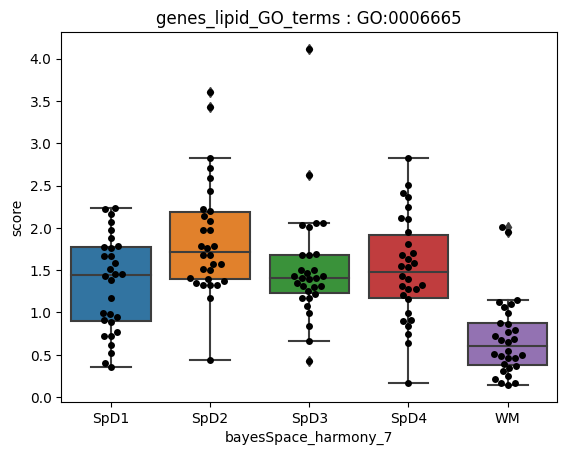 genes_lipid_GO_terms : GO:0006665
score
4.0
3.5
3.0
2.5
2.0
1.5
1.0
0.5
0.0
SpD1 SpD2 SpD3 SpD4 WM
bayesSpace_harmony_7